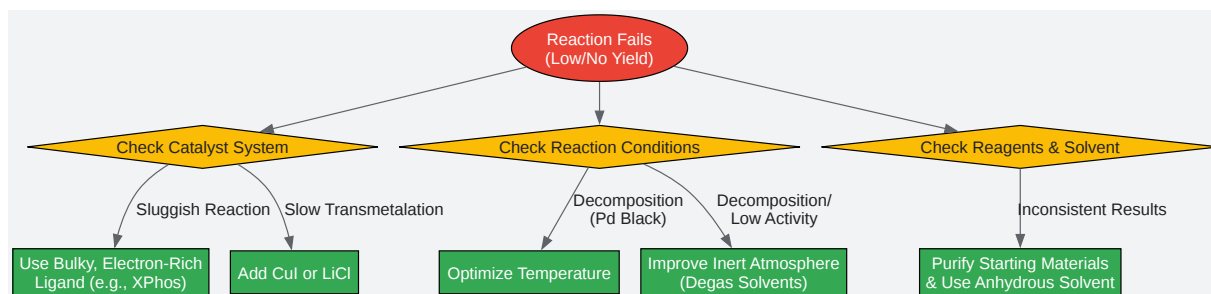 Reaction Fails
(Low/No Yield)
Check Catalyst System
Check Reaction Conditions
Check Reagents & Solvent
Sluggish Reaction
Slow Transmetalation
Decomposition
(Pd Black)
Decomposition/
Low Activity
Inconsistent Results
Use Bulky, Electron-Rich
Ligand (e.g., XPhos)
Add CuI or LiCl
Optimize Temperature
Improve Inert Atmosphere
(Degas Solvents)
Purify Starting Materials
& Use Anhydrous Solvent